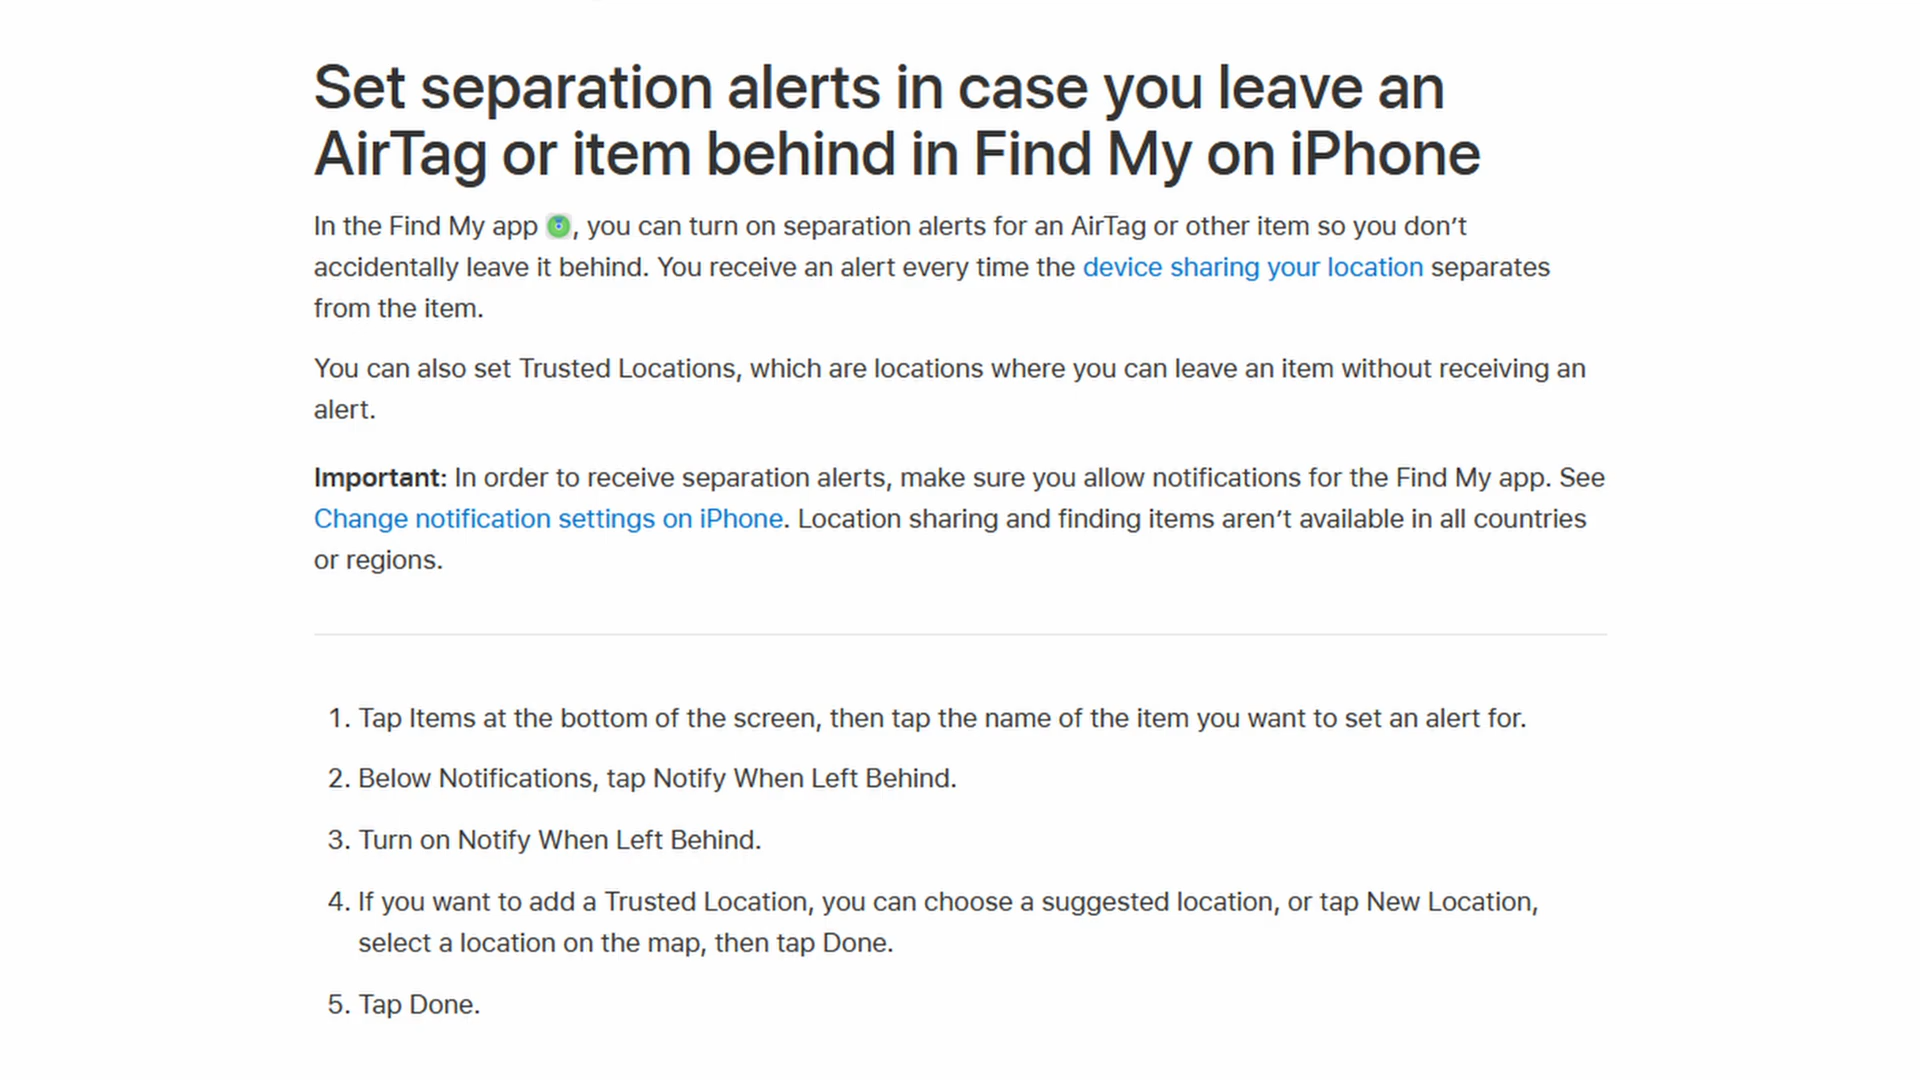 Set separation alerts in case you leave an
AirTag or item behind in Find My on iPhone
In the Find My app , you can turn on separation alerts for an AirTag or other item so you don’t
accidentally leave it behind. You receive an alert every time the device sharing your location separates
from the item.
You can also set Trusted Locations, which are locations where you can leave an item without receiving an
alert.
Important: In order to receive separation alerts, make sure you allow notifications for the Find My app. See
Change notification settings on iPhone. Location sharing and finding items aren’t available in all countries
or regions.
1. Tap Items at the bottom of the screen, then tap the name of the item you want to set an alert for.
2. Below Notifications, tap Notify When Left Behind.
3. Turn on Notify When Left Behind.
4. If you want to add a Trusted Location, you can choose a suggested location, or tap New Location,
select a location on the map, then tap Done.
5. Tap Done.